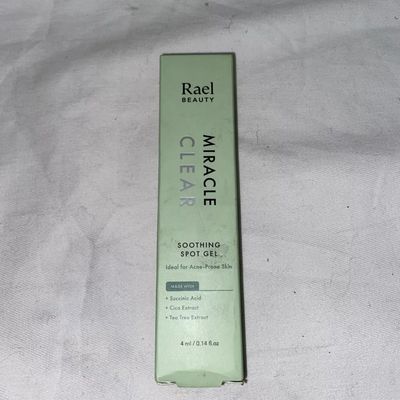 Rael
BEAUTY
MIRACLE
CLEAR
SOOTHING
SPOT GEL
Ideal for Acne-Prone Skin
MADE WITH
• Succinic Acid
• Cica Extract
• Tea Tree Extract
4 ml / 0.14 fl.oz